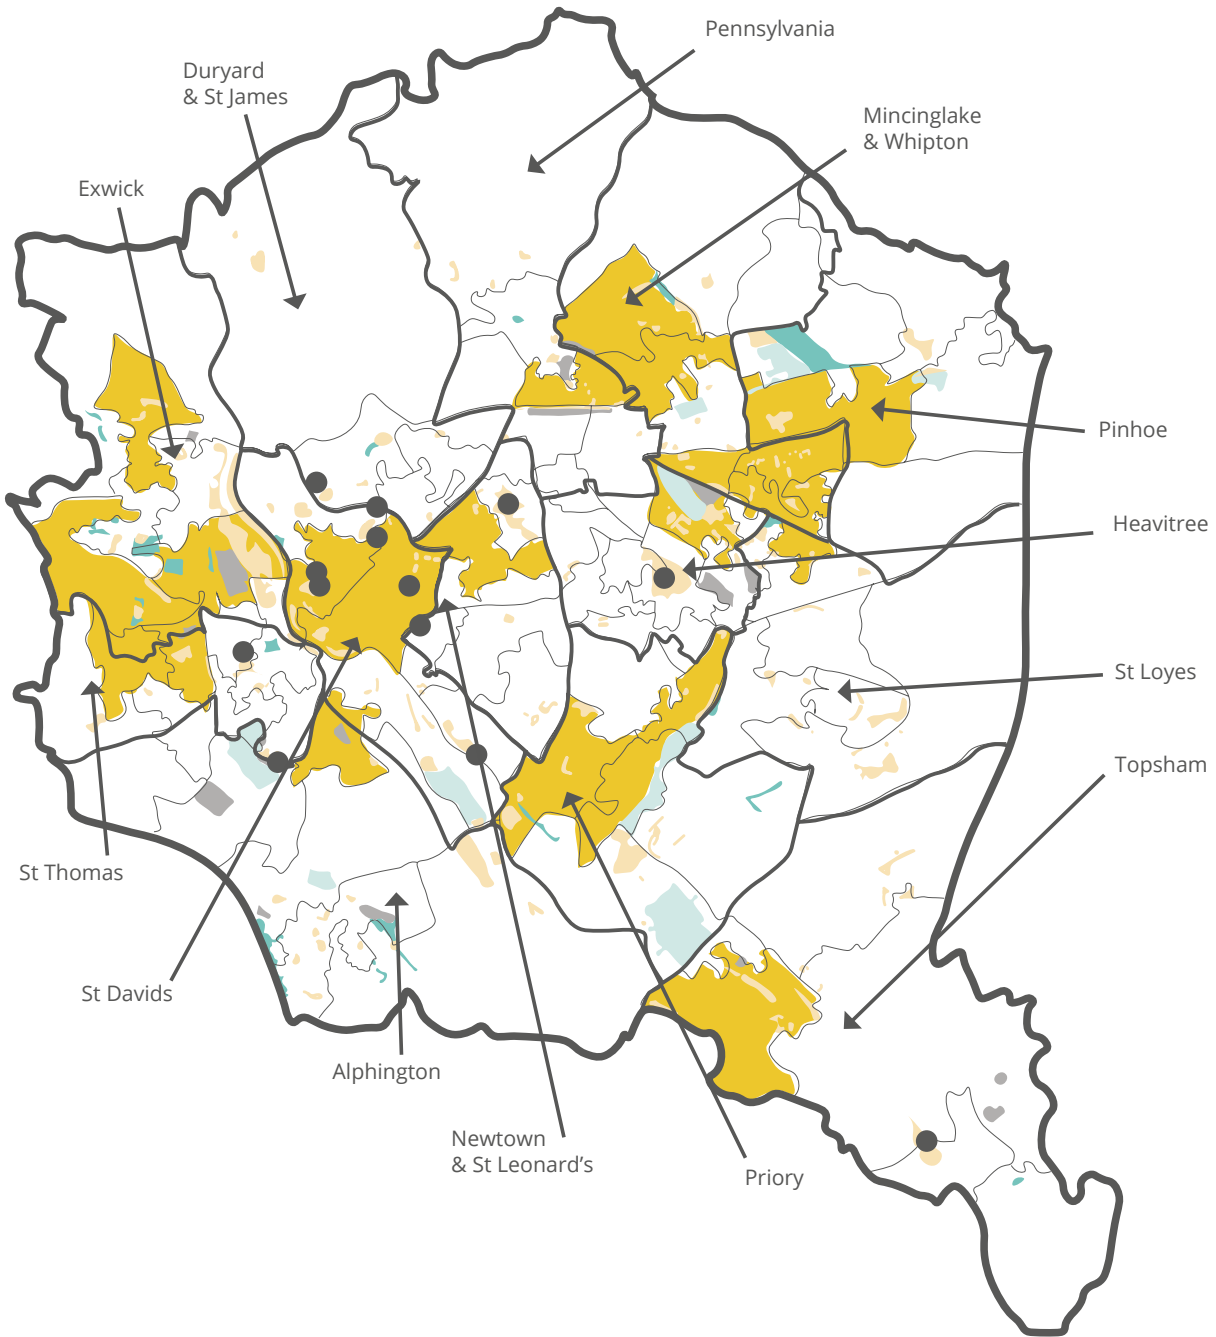 Pennsylvania
Duryard
& St James
Mincinglake
& Whipton
Exwick
Pinhoe
Heavitree
St Loyes
Topsham
St Thomas
St Davids
Alphington
Newtown
& St Leonard’s
Priory